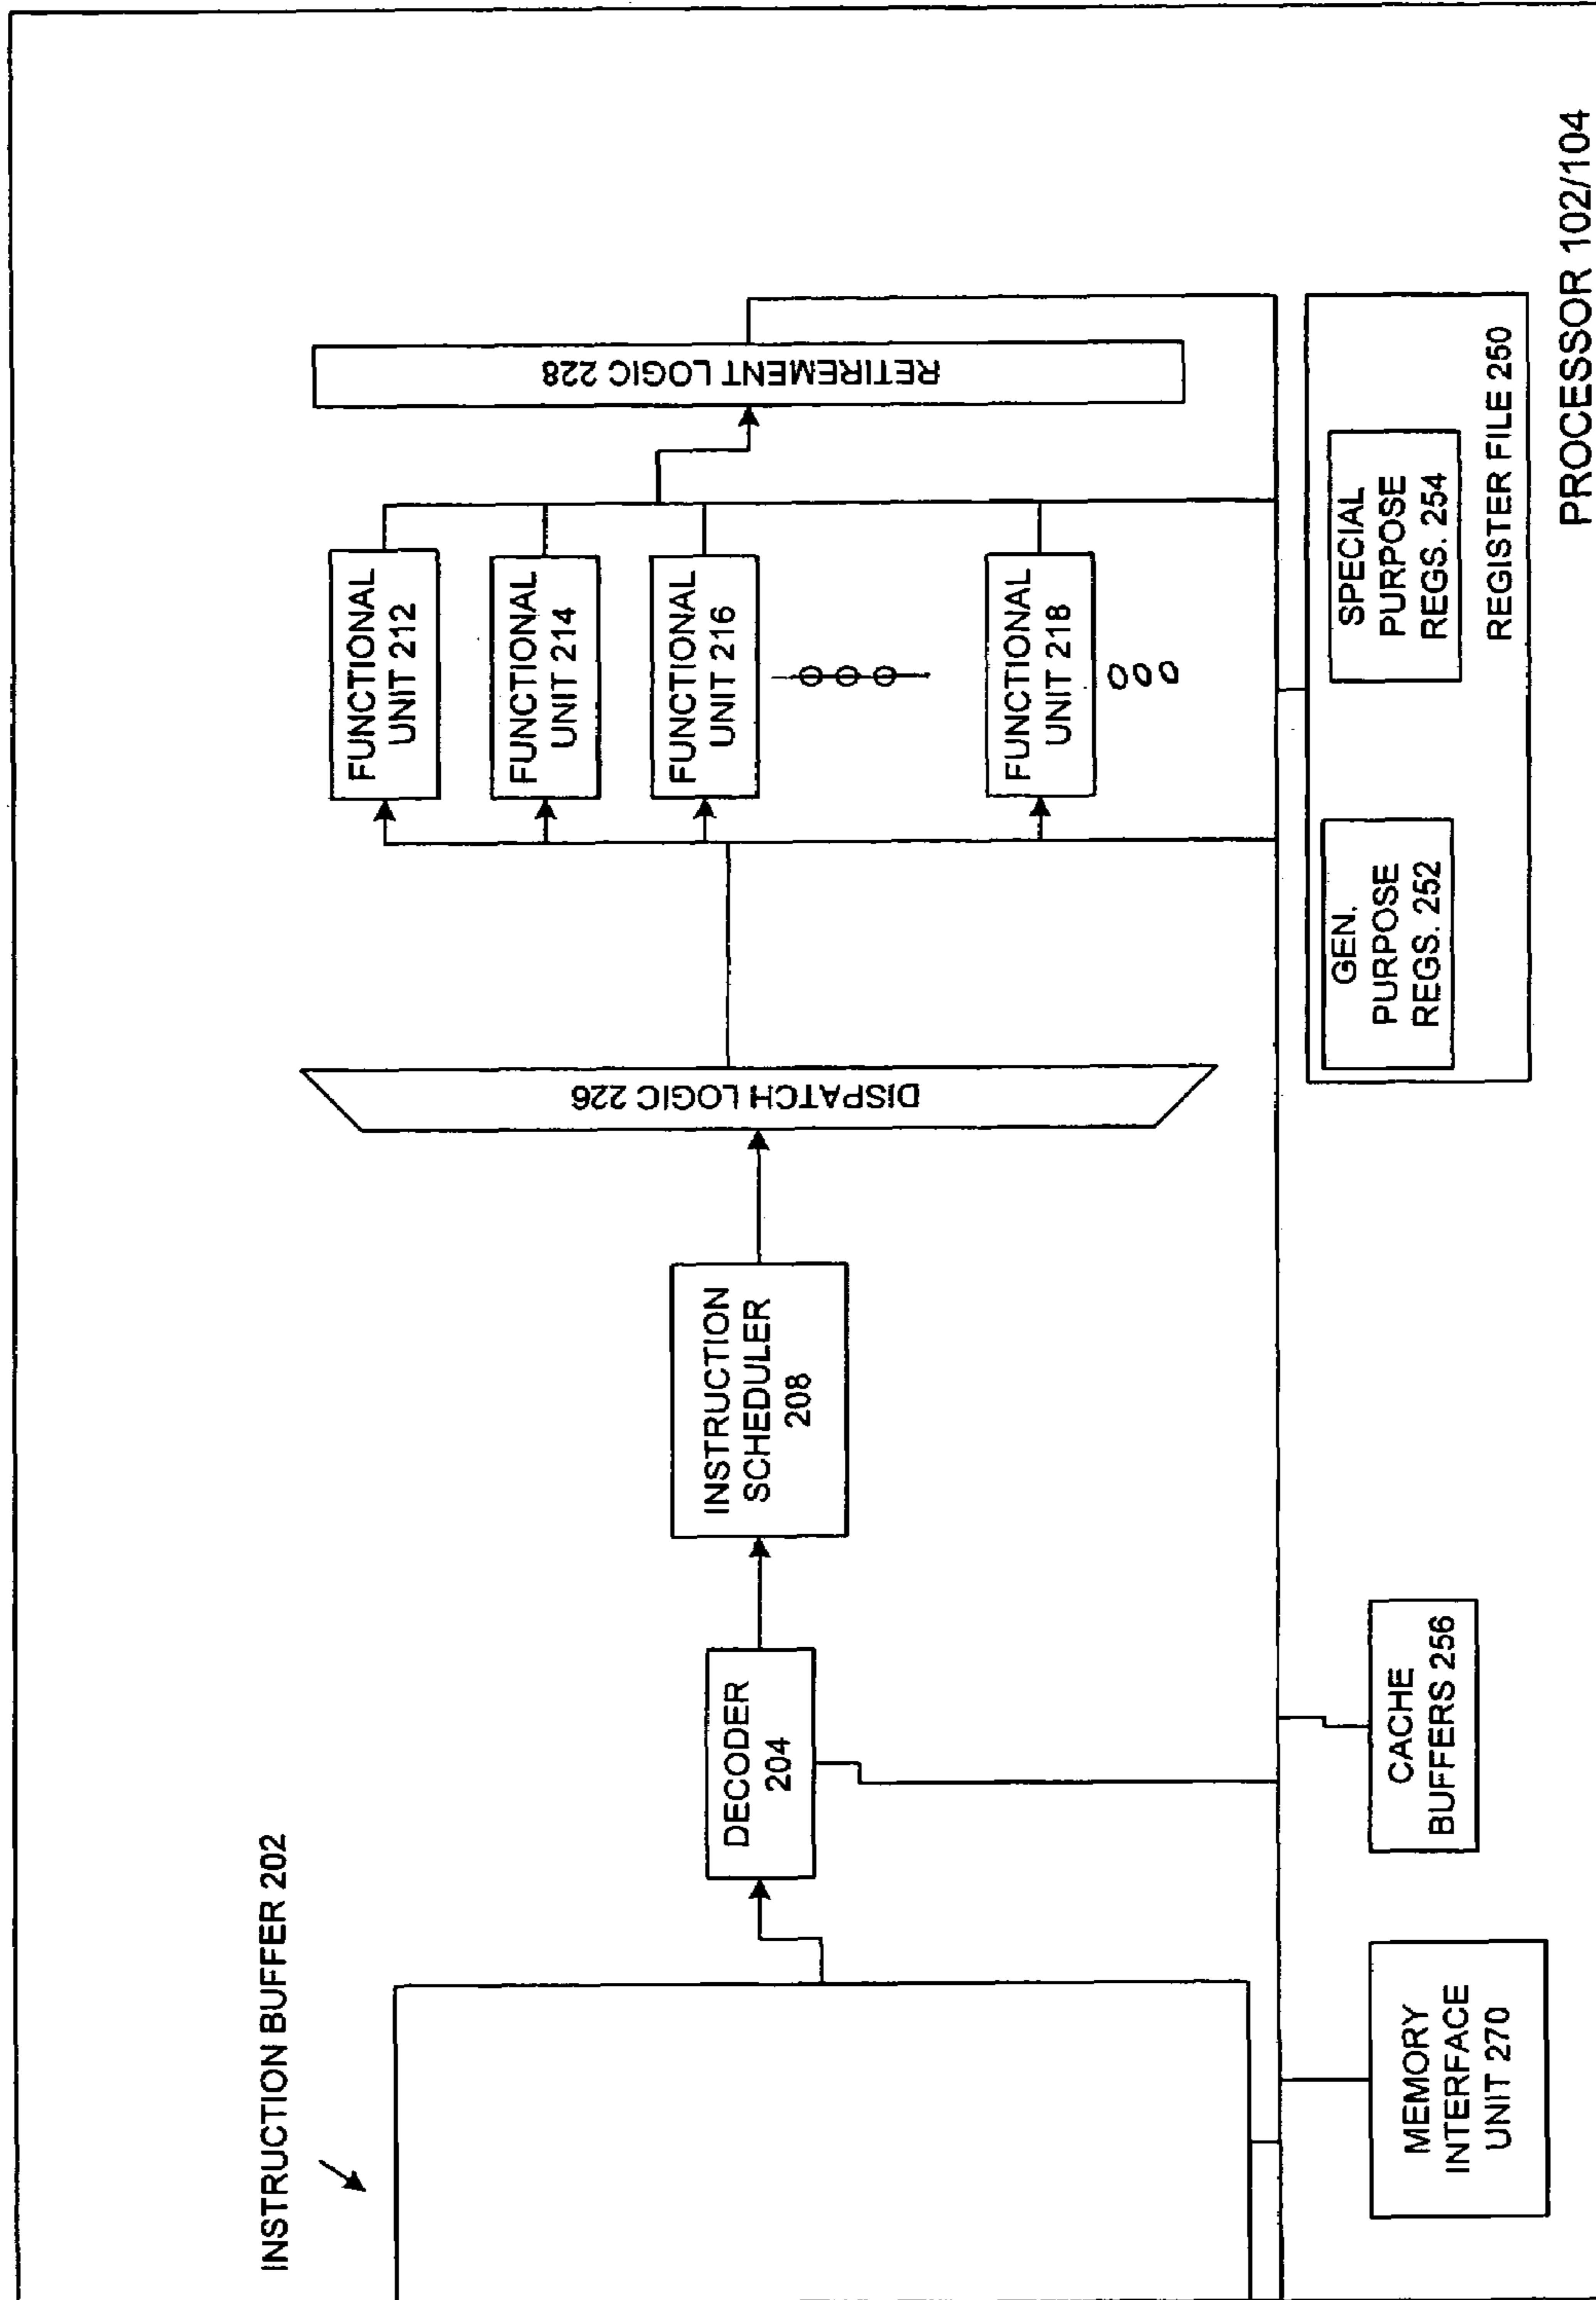 INSTRUCTION BUFFER 202
DECODER
204
INSTRUCTION
SCHEDULER
208
DISPATCH LOGIC 226
FUNCTIONAL
UNIT 212
FUNCTIONAL
UNIT 214
FUNCTIONAL
UNIT 216
FUNCTIONAL
UNIT 218
RETIREMENT LOGIC 228
MEMORY
INTERFACE
UNIT 270
CACHE
BUFFERS 256
GEN.
PURPOSE
REGS. 252
SPECIAL
PURPOSE
REGS. 254
REGISTER FILE 250
PROCESSOR 102/104